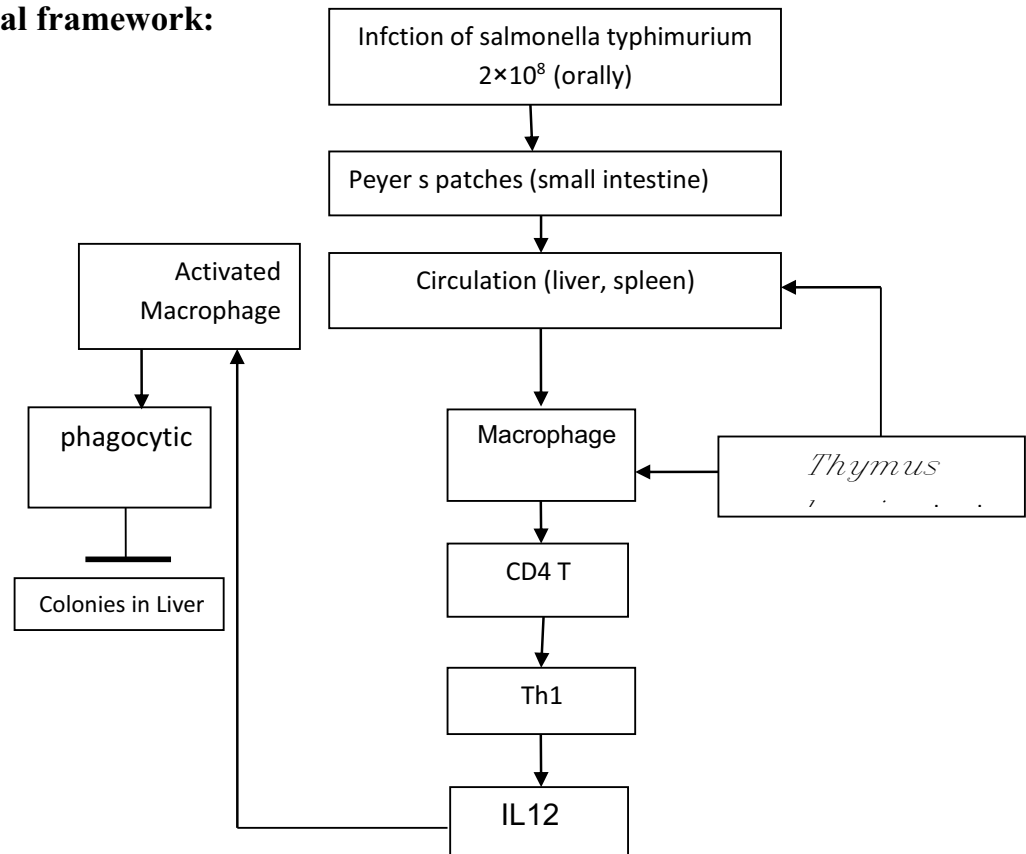 al framework:
Infction of salmonella typhimurium
2×10⁸ (orally)
Peyer s patches (small intestine)
Activated
Macrophage
Circulation (liver, spleen)
phagocytic
Macrophage
Thymus
CD4 T
Colonies in Liver
Th1
IL12